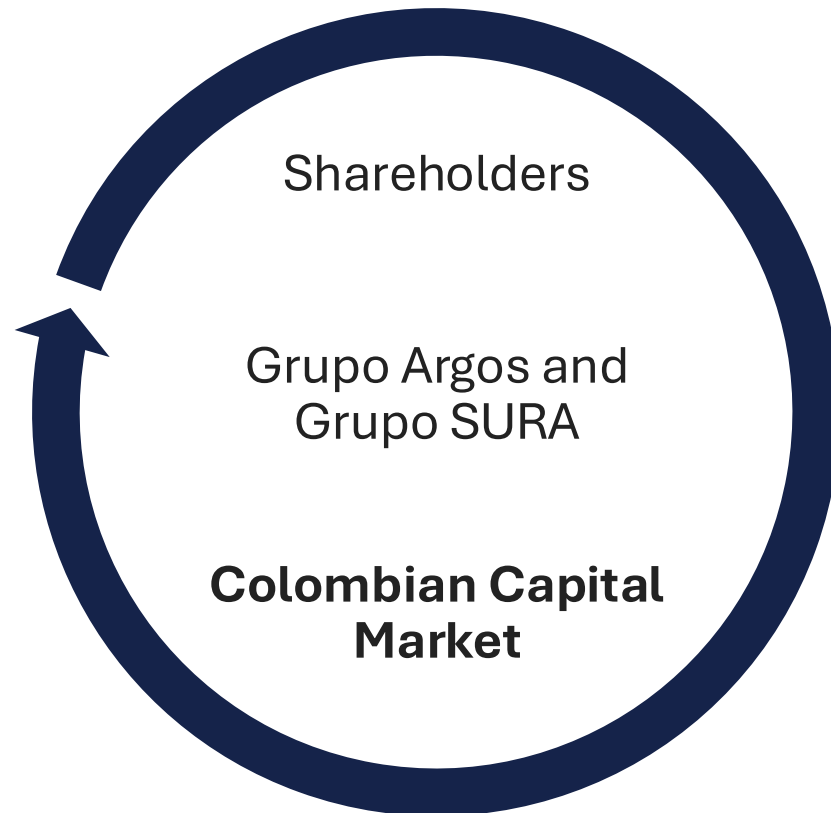 Shareholders
Grupo Argos and
Grupo SURA
Colombian Capital
Market